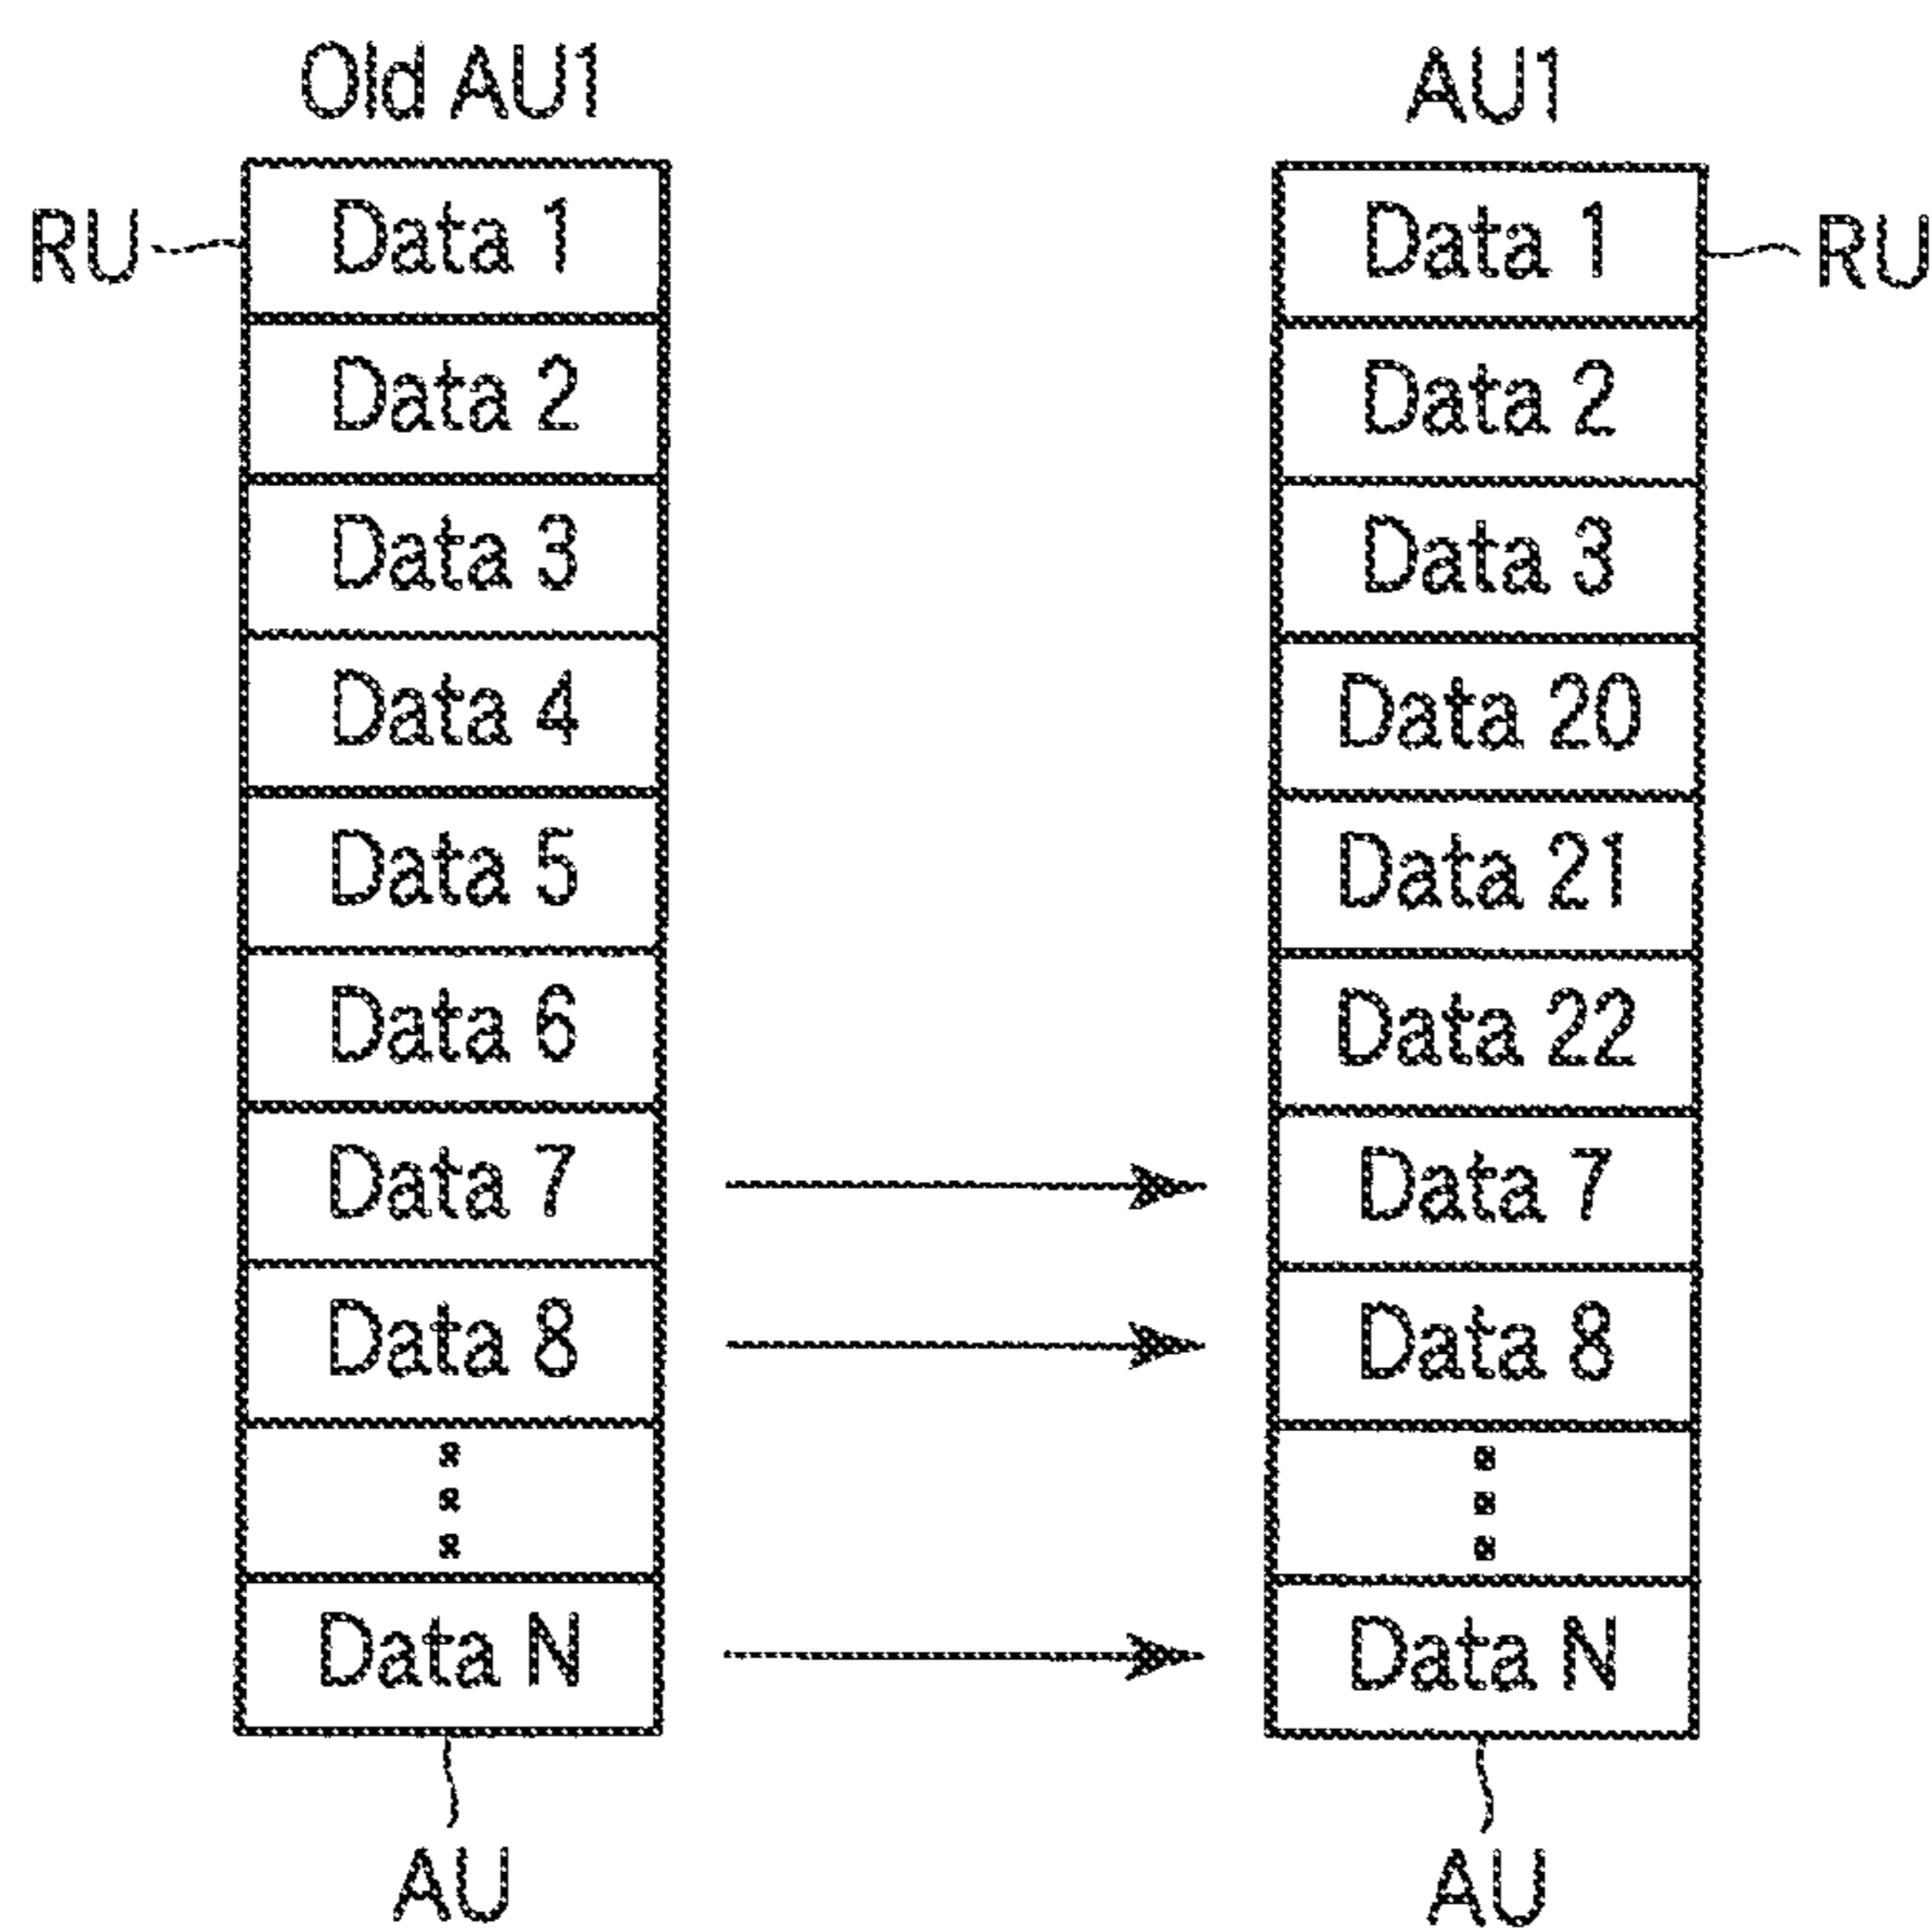 Old AU1
RU
Data 1
Data 2
Data 3
Data 4
Data 5
Data 6
Data 7
Data 8
Data N
AU
AU1
Data 1
RU
Data 2
Data 3
Data 20
Data 21
Data 22
Data 7
Data 8
Data N
AU